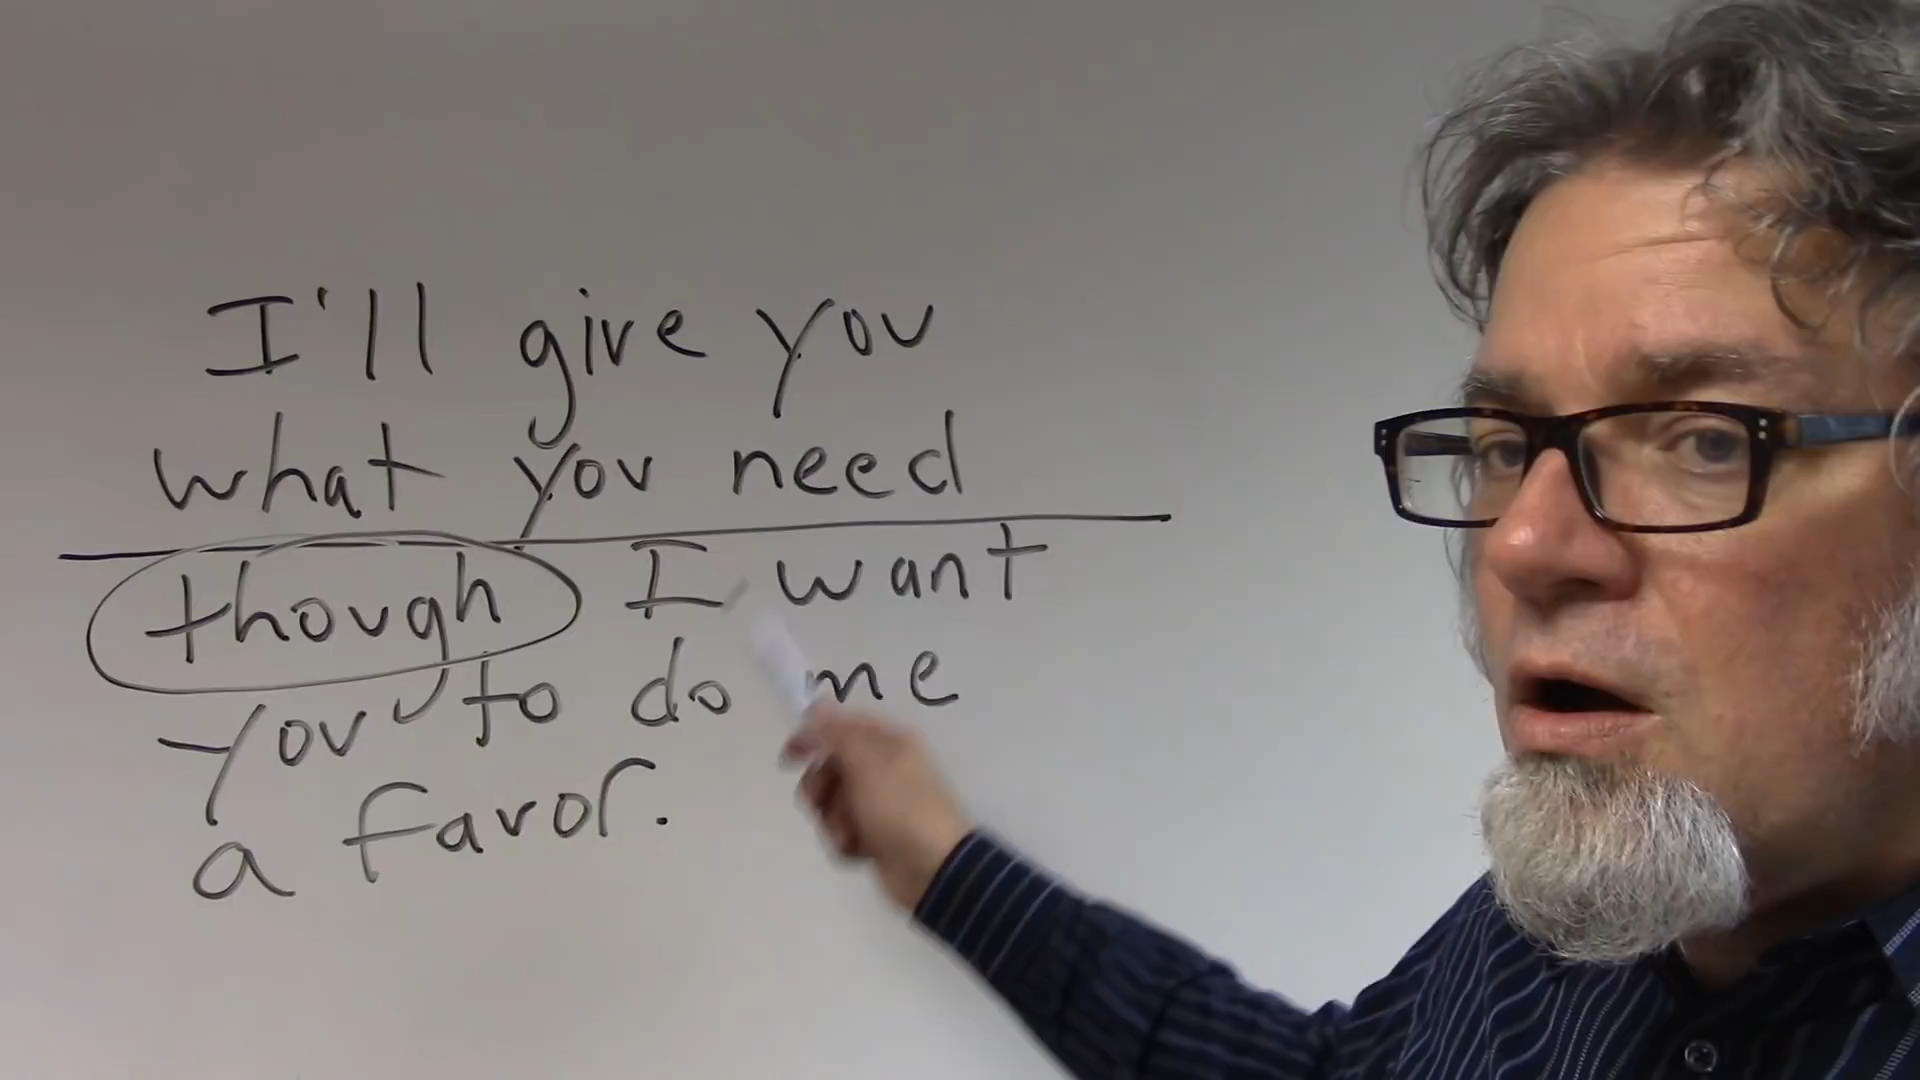 I'll give you
what you need
though I want
you to do me
a favor.